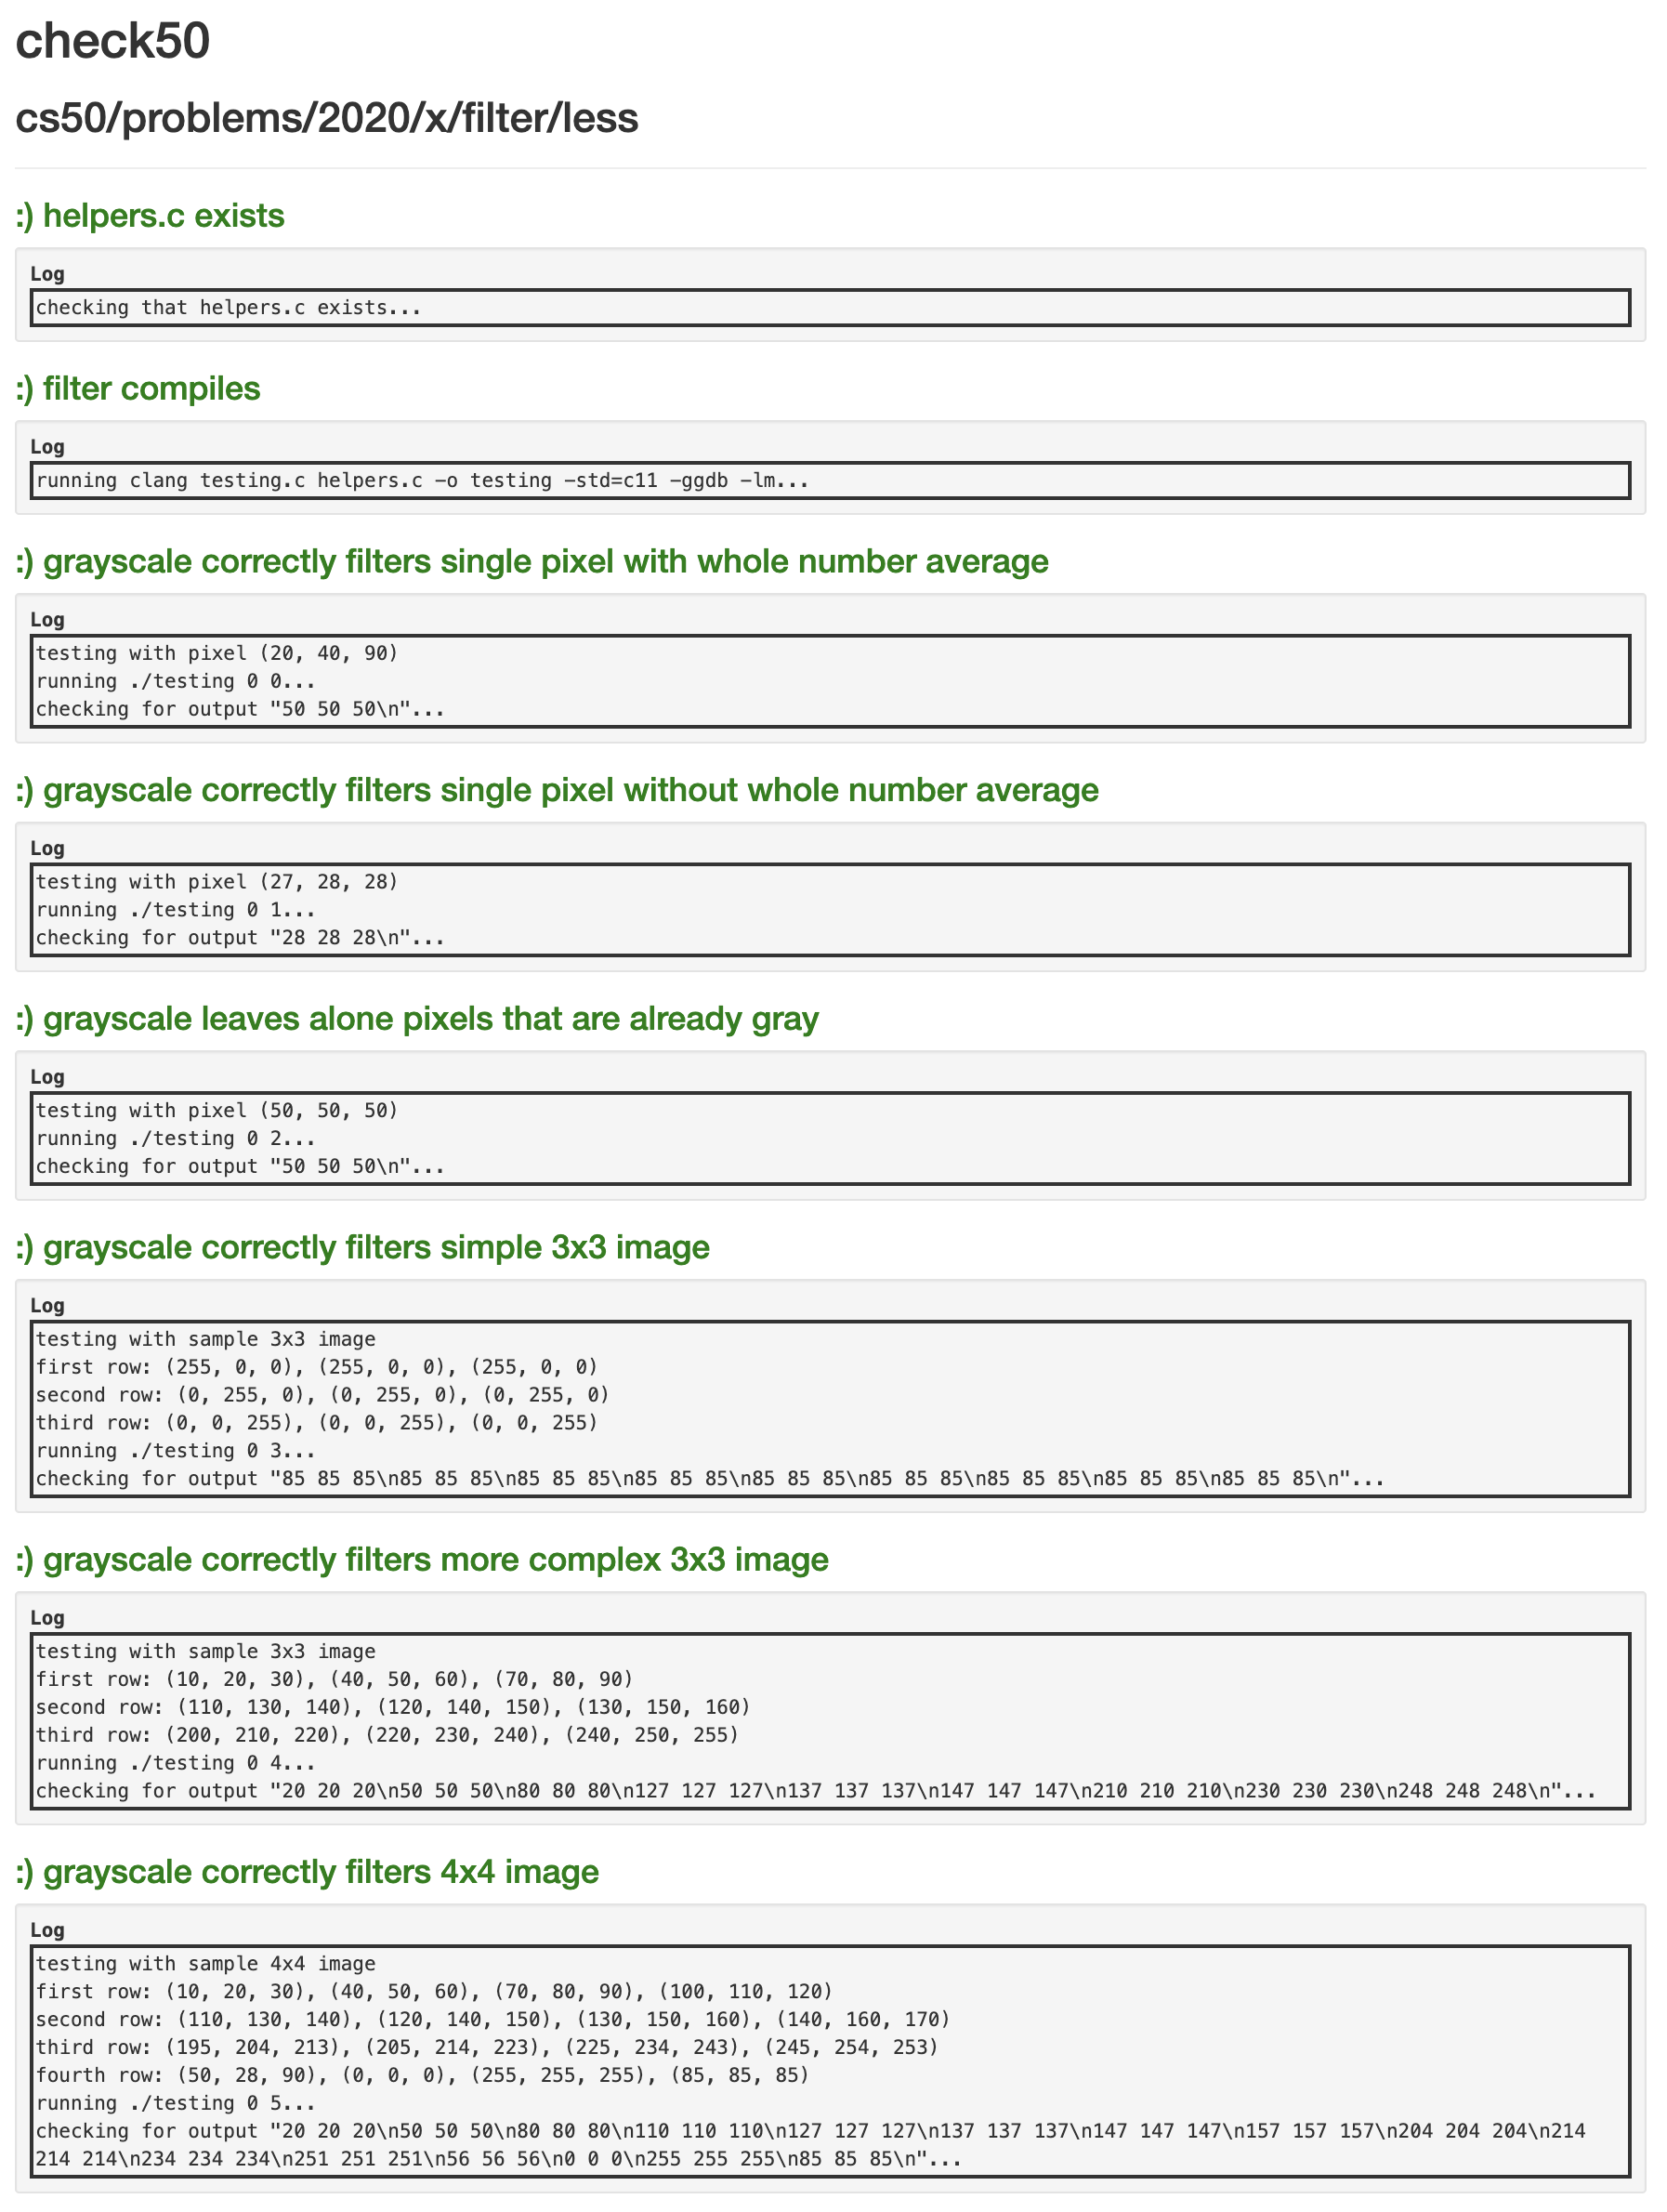 check50
cs50/problems/2020/x/filter/less
:) helpers.c exists
Log
checking that helpers.c exists...
:) filter compiles
Log
running clang testing.c helpers.c -o testing -std=c11 -ggdb -lm...
:) grayscale correctly filters single pixel with whole number average
Log
testing with pixel (20, 40, 90)
running ./testing 0 0...
checking for output "50 50 50\n"...
:) grayscale correctly filters single pixel without whole number average
Log
testing with pixel (27, 28, 28)
running ./testing 0 1...
checking for output "28 28 28\n"...
:) grayscale leaves alone pixels that are already gray
Log
testing with pixel (50, 50, 50)
running ./testing 0 2...
checking for output "50 50 50\n"...
:) grayscale correctly filters simple 3x3 image
Log
testing with sample 3x3 image
first row: (255, 0, 0), (255, 0, 0), (255, 0, 0)
second row: (0, 255, 0), (0, 255, 0), (0, 255, 0)
third row: (0, 0, 255), (0, 0, 255), (0, 0, 255)
running ./testing 0 3...
checking for output "85 85 85\n85 85 85\n85 85 85\n85 85 85\n85 85 85\n85 85 85\n85 85 85\n85 85 85\n85 85 85\n"...
:) grayscale correctly filters more complex 3x3 image
Log
testing with sample 3x3 image
first row: (10, 20, 30), (40, 50, 60), (70, 80, 90)
second row: (110, 130, 140), (120, 140, 150), (130, 150, 160)
third row: (200, 210, 220), (220, 230, 240), (240, 250, 255)
running ./testing 0 4...
checking for output "20 20 20\n50 50 50\n80 80 80\n127 127 127\n137 137 137\n147 147 147\n210 210 210\n230 230 230\n248 248 248\n"...
:) grayscale correctly filters 4x4 image
Log
testing with sample 4x4 image
first row: (10, 20, 30), (40, 50, 60), (70, 80, 90), (100, 110, 120)
second row: (110, 130, 140), (120, 140, 150), (130, 150, 160), (140, 160, 170)
third row: (195, 204, 213), (205, 214, 223), (225, 234, 243), (245, 254, 253)
fourth row: (50, 28, 90), (0, 0, 0), (255, 255, 255), (85, 85, 85)
running ./testing 0 5...
checking for output "20 20 20\n50 50 50\n80 80 80\n110 110 110\n127 127 127\n137 137 137\n147 147 147\n157 157 157\n204 204 204\n214
214 214\n234 234 234\n251 251 251\n56 56 56\n0 0 0\n255 255 255\n85 85 85\n"...